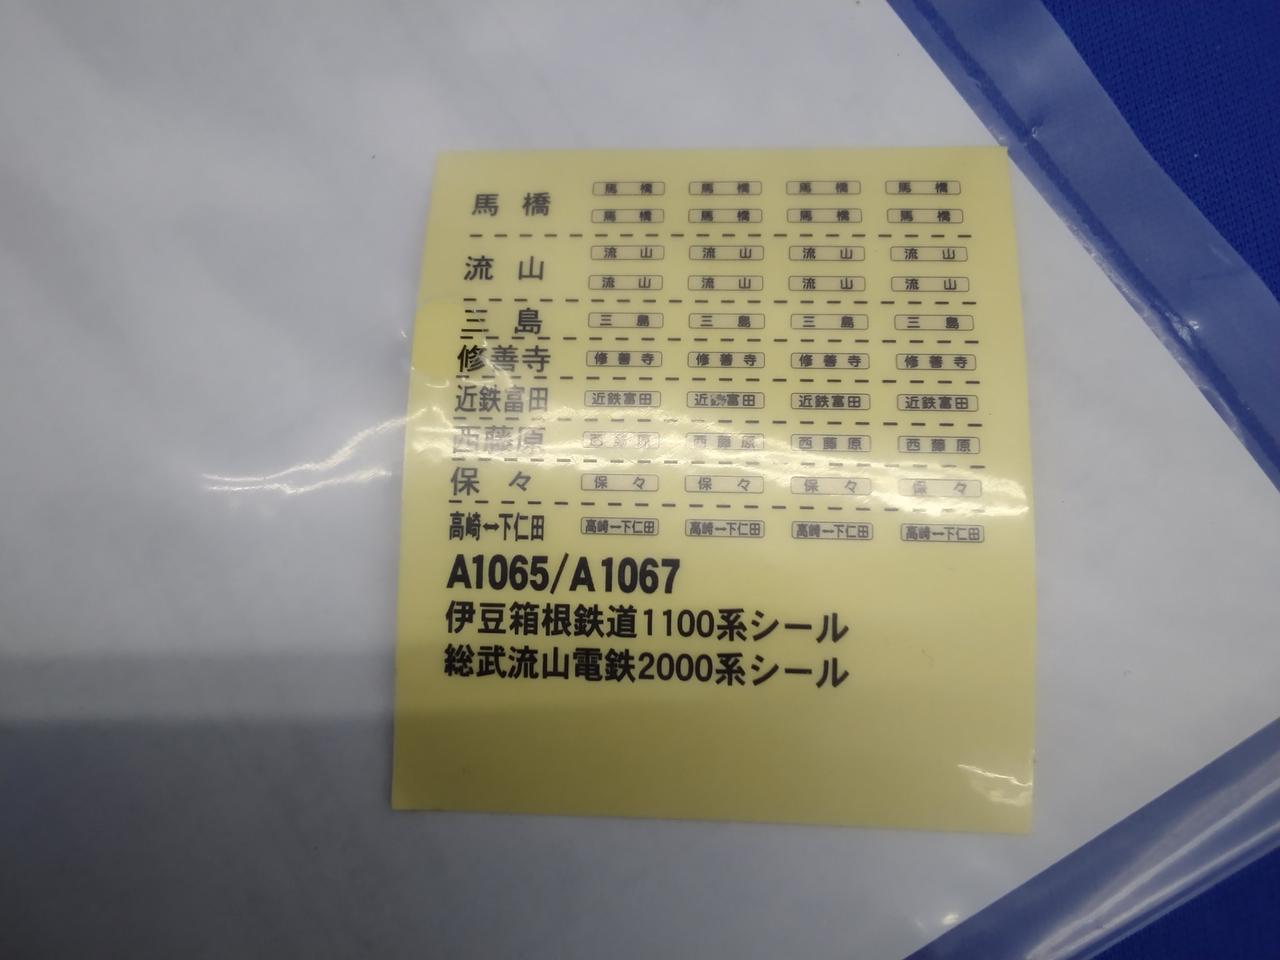 馬橋 馬橋 馬橋 馬橋 馬橋
馬橋 馬橋 馬橋 馬橋
流山 流山 流山 流山 流山
流山 流山 流山 流山
三島 三島 三島 三島 三島
修善寺 修善寺 修善寺 修善寺 修善寺
近鉄富田 近鉄富田 近鉄富田 近鉄富田 近鉄富田
西藤原 西藤原 西藤原 西藤原 西藤原
保々 保々 保々 保々 保々
高崎↔下仁田 高崎↔下仁田 高崎↔下仁田 高崎↔下仁田 高崎↔下仁田
A1065/A1067
伊豆箱根鉄道1100系シール
総武流山電鉄2000系シール